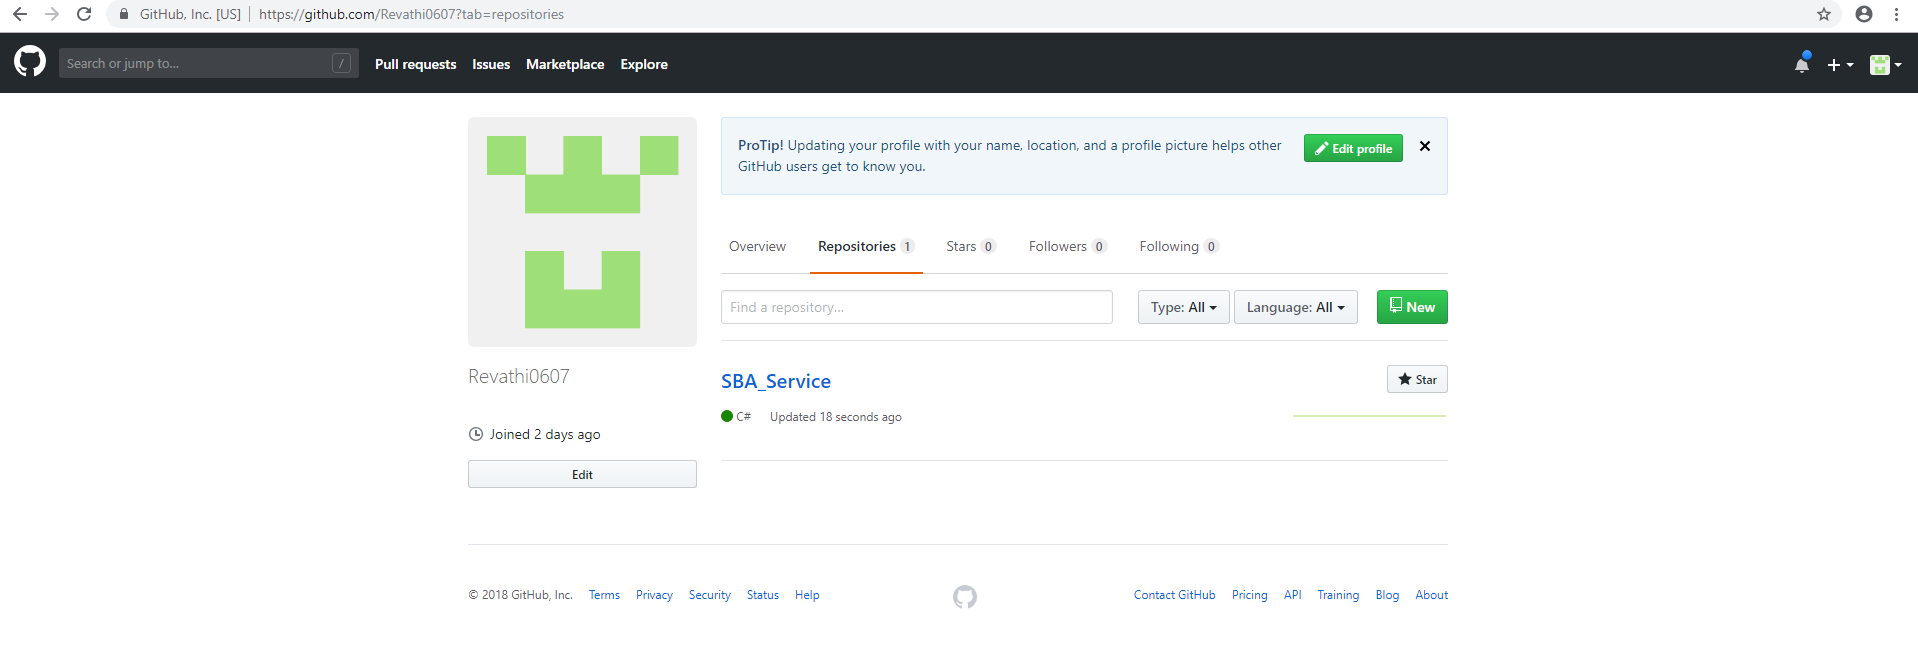 GitHub, Inc. [US] | https://github.com/Revathi0607?tab=repositories
Search or jump to... / Pull requests Issues Marketplace Explore
ProTip! Updating your profile with your name, location, and a profile picture helps other
GitHub users get to know you.
Edit profile
Overview Repositories 1 Stars 0 Followers 0 Following 0
Find a repository... Type: All Language: All New
Revathi0607
Joined 2 days ago
Edit
SBA_Service
Star
C# Updated 18 seconds ago
© 2018 GitHub, Inc. Terms Privacy Security Status Help Contact GitHub Pricing API Training Blog About